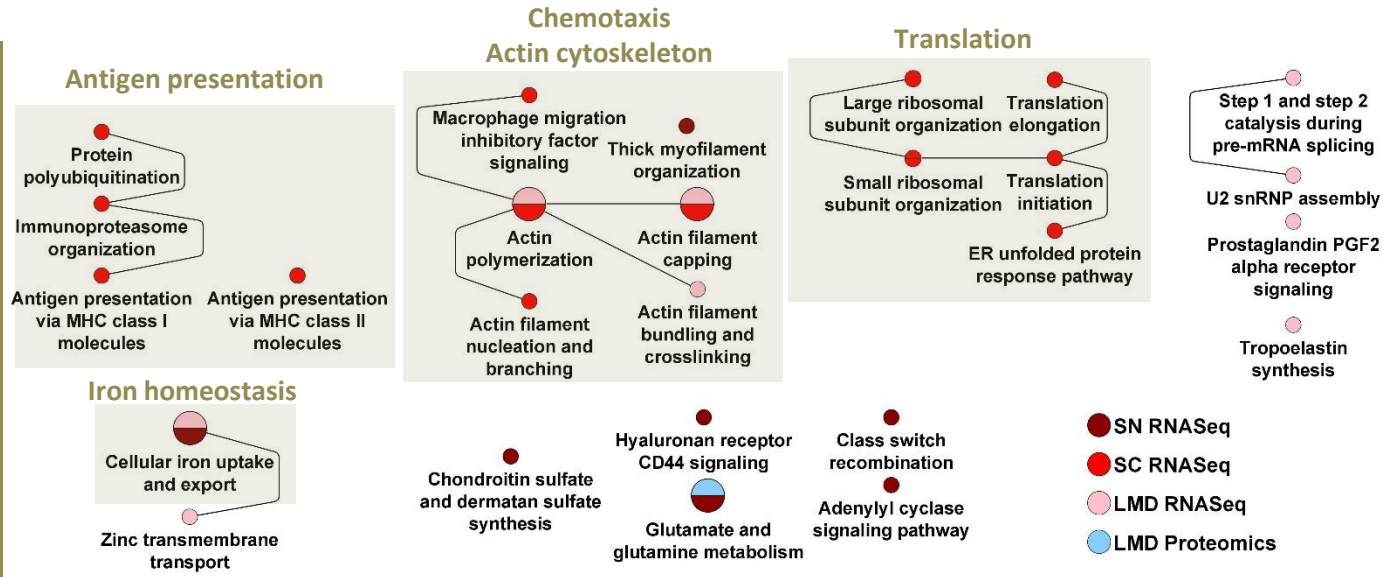 Antigen presentation
Protein
polyubiquitination
Immunoproteasome
organization
Antigen presentation
via MHC class I
molecules
Antigen presentation
via MHC class II
molecules
Chemotaxis
Actin cytoskeleton
Macrophage migration
inhibitory factor
signaling
Thick myofilament
organization
Actin
polymerization
Actin filament
capping
Actin filament
nucleation and
branching
Actin filament
bundling and
crosslinking
Translation
Large ribosomal
subunit organization
Translation
elongation
Small ribosomal
subunit organization
Translation
initiation
ER unfolded protein
response pathway
Step 1 and step 2
catalysis during
pre-mRNA splicing
U2 snRNP assembly
Prostaglandin PGF2
alpha receptor
signaling
Tropoelastin
synthesis
Iron homeostasis
Cellular iron uptake
and export
Zinc transmembrane
transport
Chondroitin sulfate
and dermatan sulfate
synthesis
Hyaluronan receptor
CD44 signaling
Glutamate and
glutamine metabolism
Class switch
recombination
Adenylyl cyclase
signaling pathway
SN RNASeq
SC RNASeq
LMD RNASeq
LMD Proteomics